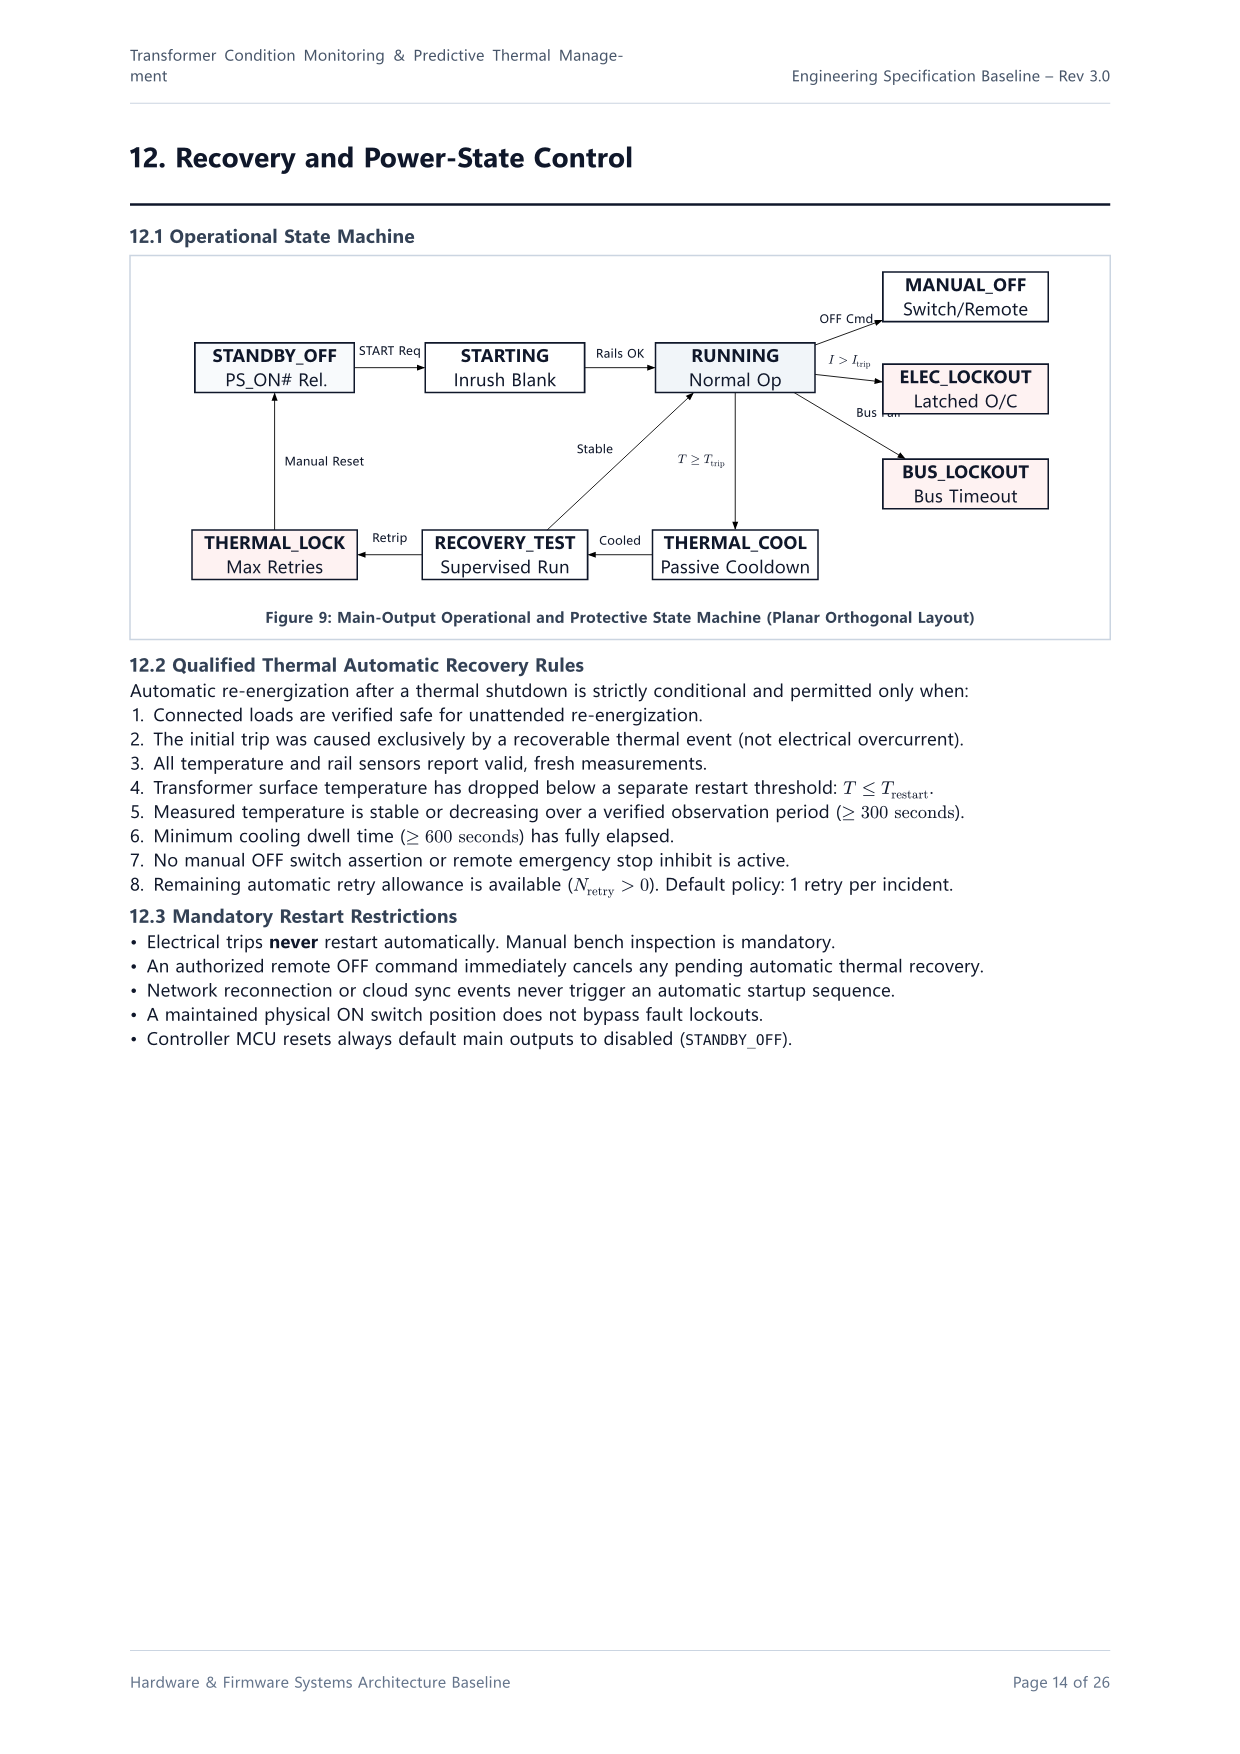 Transformer Condition Monitoring & Predictive Thermal Manage-
ment
Engineering Specification Baseline – Rev 3.0
12. Recovery and Power-State Control
12.1 Operational State Machine
MANUAL_OFF
Switch/Remote
OFF Cmd
STANDBY_OFF
PS_ON# Rel.
START Req
STARTING
Inrush Blank
Rails OK
RUNNING
Normal Op
I > I_trip
ELEC_LOCKOUT
Latched O/C
Bus
Manual Reset
Stable
T ≥ T_trip
BUS_LOCKOUT
Bus Timeout
THERMAL_LOCK
Max Retries
Retrip
RECOVERY_TEST
Supervised Run
Cooled
THERMAL_COOL
Passive Cooldown
Figure 9: Main-Output Operational and Protective State Machine (Planar Orthogonal Layout)
12.2 Qualified Thermal Automatic Recovery Rules
Automatic re-energization after a thermal shutdown is strictly conditional and permitted only when:
1. Connected loads are verified safe for unattended re-energization.
2. The initial trip was caused exclusively by a recoverable thermal event (not electrical overcurrent).
3. All temperature and rail sensors report valid, fresh measurements.
4. Transformer surface temperature has dropped below a separate restart threshold: T ≤ T_restart.
5. Measured temperature is stable or decreasing over a verified observation period (≥ 300 seconds).
6. Minimum cooling dwell time (≥ 600 seconds) has fully elapsed.
7. No manual OFF switch assertion or remote emergency stop inhibit is active.
8. Remaining automatic retry allowance is available (N_retry > 0). Default policy: 1 retry per incident.
12.3 Mandatory Restart Restrictions
• Electrical trips never restart automatically. Manual bench inspection is mandatory.
• An authorized remote OFF command immediately cancels any pending automatic thermal recovery.
• Network reconnection or cloud sync events never trigger an automatic startup sequence.
• A maintained physical ON switch position does not bypass fault lockouts.
• Controller MCU resets always default main outputs to disabled (STANDBY_OFF).
Hardware & Firmware Systems Architecture Baseline
Page 14 of 26